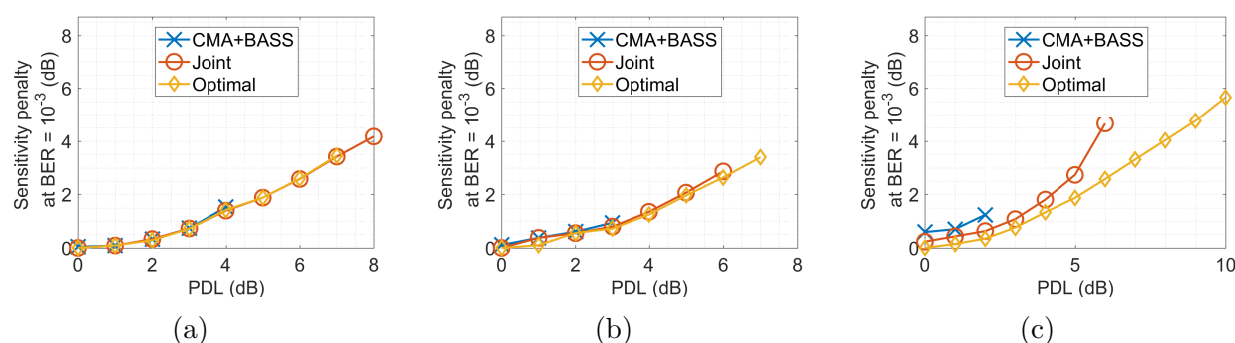 Sensitivity penalty
at BER = 10⁻³ (dB)
8
6
4
2
0
CMA+BASS
Joint
Optimal
0 2 4 6 8
PDL (dB)
(a)
Sensitivity penalty
at BER = 10⁻³ (dB)
8
6
4
2
0
CMA+BASS
Joint
Optimal
0 2 4 6 8
PDL (dB)
(b)
Sensitivity penalty
at BER = 10⁻³ (dB)
8
6
4
2
0
CMA+BASS
Joint
Optimal
0 5 10
PDL (dB)
(c)